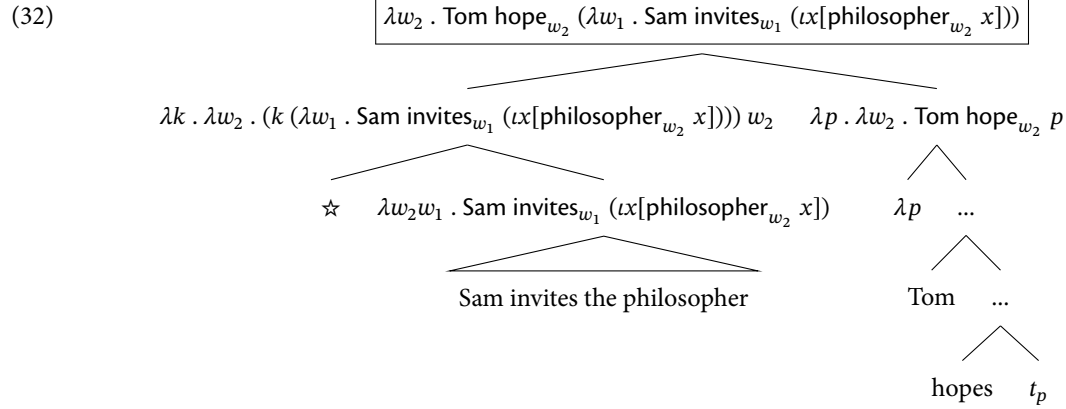 (32)
λw₂ . Tom hope_w₂ (λw₁ . Sam invites_w₁ (ιx[philosopher_w₂ x]))
λk . λw₂ . (k (λw₁ . Sam invites_w₁ (ιx[philosopher_w₂ x]))) w₂ λp . λw₂ . Tom hope_w₂ p
☆ λw₂w₁ . Sam invites_w₁ (ιx[philosopher_w₂ x]) λp ...
Sam invites the philosopher Tom ...
hopes t_p